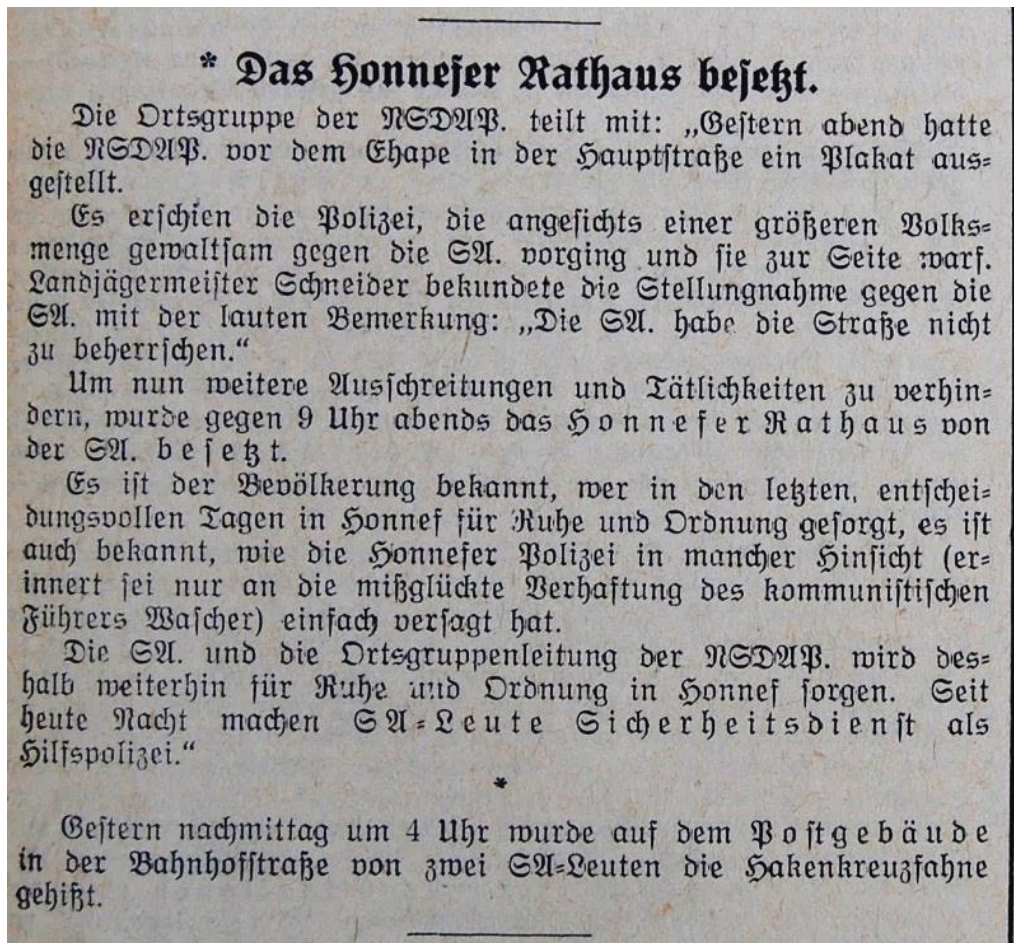 * Das Honnefer Rathaus besetzt.
Die Ortsgruppe der NSDAP. teilt mit: „Gestern abend hatte
die NSDAP. vor dem Ehape in der Hauptstraße ein Plakat aus-
gestellt.
Es erschien die Polizei, die angesichts einer größeren Volks-
menge gewaltsam gegen die SA. vorging und sie zur Seite warf.
Landjägermeister Schneider bekundete die Stellungnahme gegen die
SA. mit der lauten Bemerkung: „Die SA. habe die Straße nicht
zu beherrschen.“
Um nun weitere Ausschreitungen und Tätlichkeiten zu verhin-
dern, wurde gegen 9 Uhr abends das Honnefer Rathaus von
der SA. besetzt.
Es ist der Bevölkerung bekannt, wer in den letzten, entschei-
dungsvollen Tagen in Honnef für Ruhe und Ordnung gesorgt, es ist
auch bekannt, wie die Honnefer Polizei in mancher Hinsicht (er-
innert sei nur an die mißglückte Verhaftung des kommunistischen
Führers Wascher) einfach versagt hat.
Die SA. und die Ortsgruppenleitung der NSDAP. wird des-
halb weiterhin für Ruhe und Ordnung in Honnef sorgen. Seit
heute Nacht machen SA-Leute Sicherheitsdienst als
Hilfspolizei.“
*
Gestern nachmittag um 4 Uhr wurde auf dem Postgebäude
in der Bahnhofstraße von zwei SA-Leuten die Hakenkreuzfahne
gehißt.